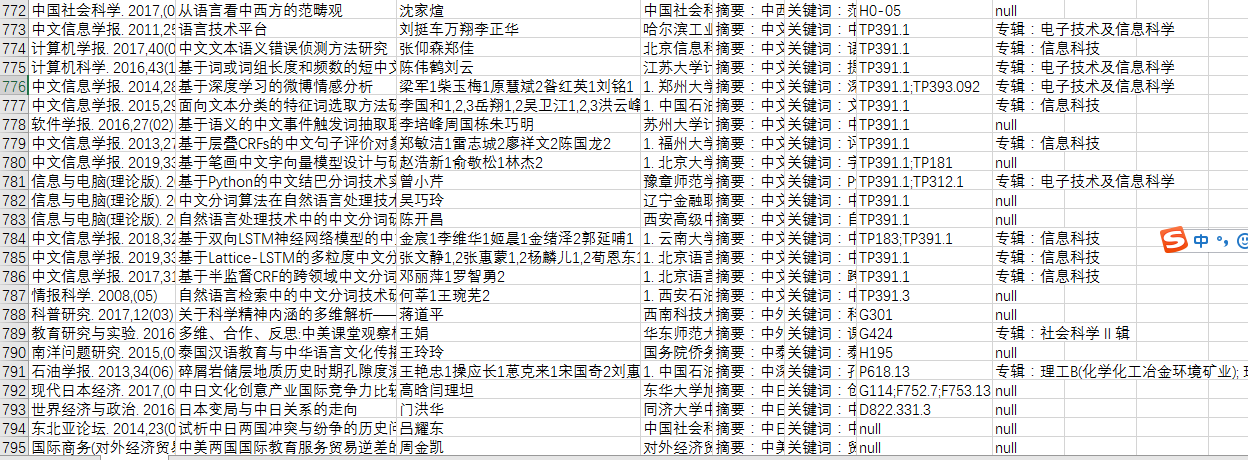 772 中国社会科学. 2017,(0 从语言看中西方的范畴观 沈家煊 中国社会科 摘要：中西 关键词：范 H0-05 null
773 中文信息学报. 2011,25 语言技术平台 刘挺车万翔李正华 哈尔滨工业 摘要：中文 关键词：中 TP391.1 专辑：电子技术及信息科学
774 计算机学报. 2017,40(0 中文文本语义错误侦测方法研究 张仰森郑佳 北京信息科 摘要：中文 关键词：中 TP391.1 专辑：信息科技
775 计算机科学. 2016,43(1 基于词或词组长度和频数的短中文 陈伟鹤刘云 江苏大学计 摘要：中文 关键词：提 TP391.1 专辑：电子技术及信息科学
776 中文信息学报. 2014,28 基于深度学习的微博情感分析 梁军1柴玉梅1原慧斌2昝红英1刘铭1 1. 郑州大学 摘要：中文 关键词：深 TP391.1;TP393.092 专辑：电子技术及信息科学
777 中文信息学报. 2015,29 面向文本分类的特征词选取方法研 李国和1,2,3岳翔1,2吴卫江1,2,3洪云峰 1. 中国石油 摘要：中文 关键词：文 TP391.1 专辑：信息科技
778 软件学报. 2016,27(02) 基于语义的中文事件触发词抽取联 李培峰周国栋朱巧明 苏州大学计 摘要：中文 关键词：中 TP391.1 null
779 中文信息学报. 2013,27 基于层叠CRFs的中文句子评价对象 郑敏洁1雷志城2廖祥文2陈国龙2 1. 福州大学 摘要：中文 关键词：评 TP391.1 专辑：信息科技
780 中文信息学报. 2019,33 基于笔画中文字向量模型设计与研 赵浩新1俞敬松1林杰2 1. 北京大学 摘要：中文 关键词：字 TP391.1;TP181 null
781 信息与电脑(理论版). 2 基于Python的中文结巴分词技术实 曾小芹 豫章师范学 摘要：中文 关键词：P TP391.1;TP312.1 专辑：电子技术及信息科学
782 信息与电脑(理论版). 2 中文分词算法在自然语言处理技术 吴巧玲 辽宁金融职 摘要：中文 关键词：中 TP391.1 null
783 信息与电脑(理论版). 2 自然语言处理技术中的中文分词研 陈开昌 西安高级中 摘要：中文 关键词：自 TP391.1 null
784 中文信息学报. 2018,32 基于双向LSTM神经网络模型的中文 金宸1李维华1姬晨1金绪泽2郭延哺1 1. 云南大学 摘要：中文 关键词：中 TP183;TP391.1 专辑：信息科技
785 中文信息学报. 2019,33 基于Lattice-LSTM的多粒度中文分 张文静1,2张惠蒙1,2杨麟儿1,2荀恩东1 1. 北京语言 摘要：中文 关键词：中 TP391.1 专辑：信息科技
786 中文信息学报. 2017,31 基于半监督CRF的跨领域中文分词 邓丽萍1罗智勇2 1. 北京语言 摘要：中文 关键词：跨 TP391.1 专辑：信息科技
787 情报科学. 2008,(05) 自然语言检索中的中文分词技术研 何莘1王琬芜2 1. 西安石油 摘要：中文 关键词：中 TP391.3 null
788 科普研究. 2017,12(03) 关于科学精神内涵的多维解析—— 蒋道平 西南科技大 摘要：中外 关键词：科 G301 null
789 教育研究与实验. 2016 多维、合作、反思:中美课堂观察模 王娟 华东师范大 摘要：中外 关键词：课 G424 专辑：社会科学Ⅱ辑
790 南洋问题研究. 2015,(0 泰国汉语教育与中华语言文化传播 王玲玲 国务院侨务 摘要：中泰 关键词：泰 H195 null
791 石油学报. 2013,34(06) 碎屑岩储层地质历史时期孔隙度演 王艳忠1操应长1葸克来1宋国奇2刘惠 1. 中国石油 摘要：中深 关键词：孔 P618.13 专辑：理工B(化学化工冶金环境矿业); 理
792 现代日本经济. 2017,(0 中日文化创意产业国际竞争力比较 高晗闫理坦 东华大学旭 摘要：中日 关键词：创 G114;F752.7;F753.13 null
793 世界经济与政治. 2016 日本变局与中日关系的走向 门洪华 同济大学中 摘要：中日 关键词：中 D822.331.3 null
794 东北亚论坛. 2014,23(0 试析中日两国冲突与纷争的历史问 吕耀东 中国社会科 摘要：中日 关键词：中 null null
795 国际商务(对外经济贸易 中美两国国际教育服务贸易逆差的 周金凯 对外经济贸 摘要：中美 关键词：贸 null null
中